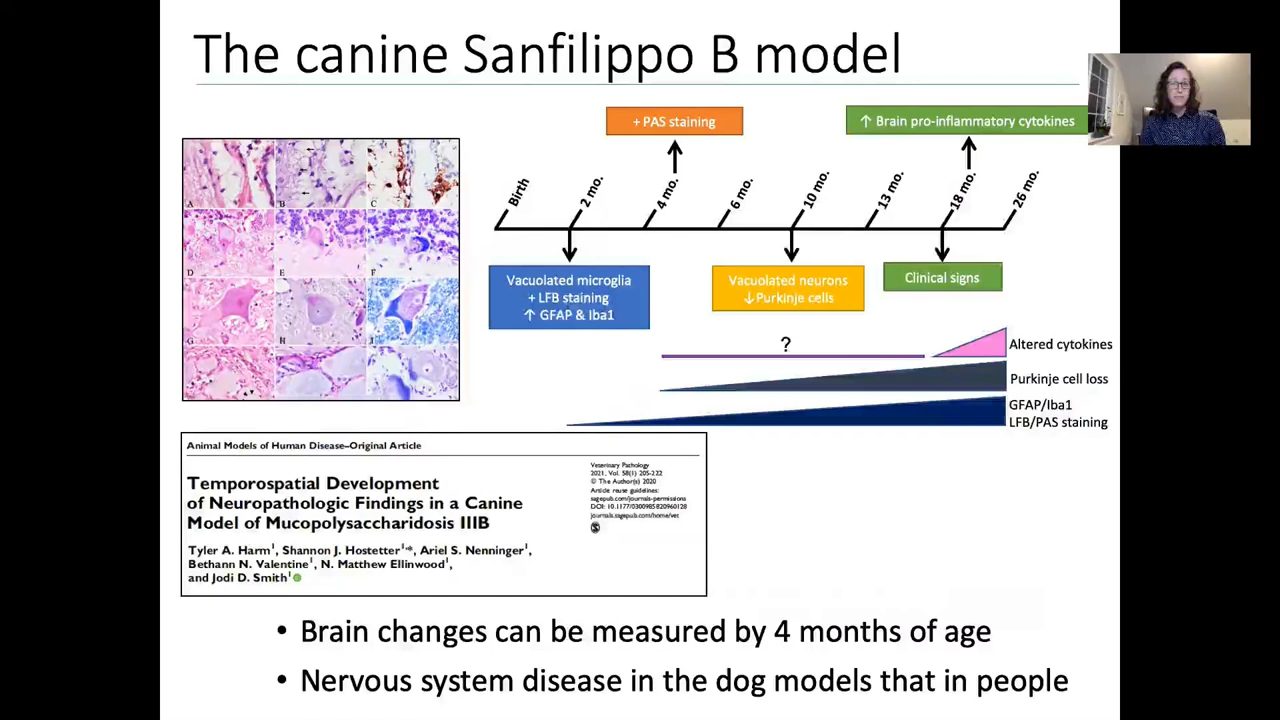 The canine Sanfilippo B model
+ PAS staining
↑ Brain pro-inflammatory cytokines
Birth
2 mo.
4 mo.
6 mo.
10 mo.
13 mo.
18 mo.
26 mo.
Vacuolated microglia
+ LFB staining
↑ GFAP & Iba1
Vacuolated neurons
↓Purkinje cells
Clinical signs
?
Altered cytokines
Purkinje cell loss
GFAP/Iba1
LFB/PAS staining
A
B
C
D
E
F
G
H
I
Animal Models of Human Disease–Original Article
Temporospatial Development
of Neuropathologic Findings in a Canine
Model of Mucopolysaccharidosis IIIB
Veterinary Pathology
2021, Vol. 58(1) 205-222
© The Author(s) 2020
Article reuse guidelines:
sagepub.com/journals-permissions
DOI: 10.1177/0300985820960128
journals.sagepub.com/home/vet
Tyler A. Harm¹, Shannon J. Hostetter¹*, Ariel S. Nenninger¹,
Bethann N. Valentine¹, N. Matthew Ellinwood¹,
and Jodi D. Smith¹
• Brain changes can be measured by 4 months of age
• Nervous system disease in the dog models that in people